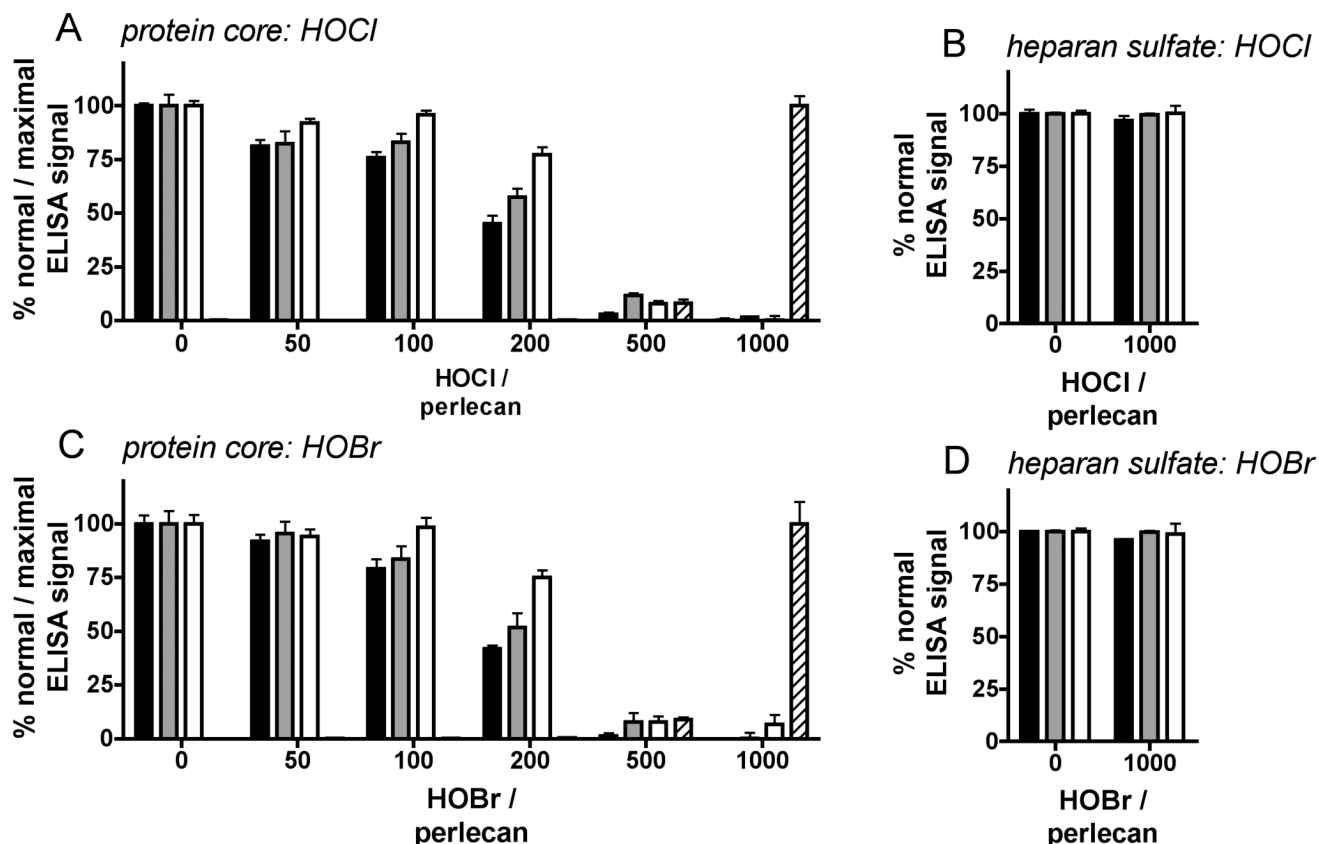 A protein core: HOCl
% normal / maximal
ELISA signal
100
75
50
25
0
0 50 100 200 500 1000
HOCl /
perlecan
B heparan sulfate: HOCl
% normal
ELISA signal
100
75
50
25
0
0 1000
HOCl /
perlecan
C protein core: HOBr
% normal / maximal
ELISA signal
100
75
50
25
0
0 50 100 200 500 1000
HOBr /
perlecan
D heparan sulfate: HOBr
% normal
ELISA signal
100
75
50
25
0
0 1000
HOBr /
perlecan